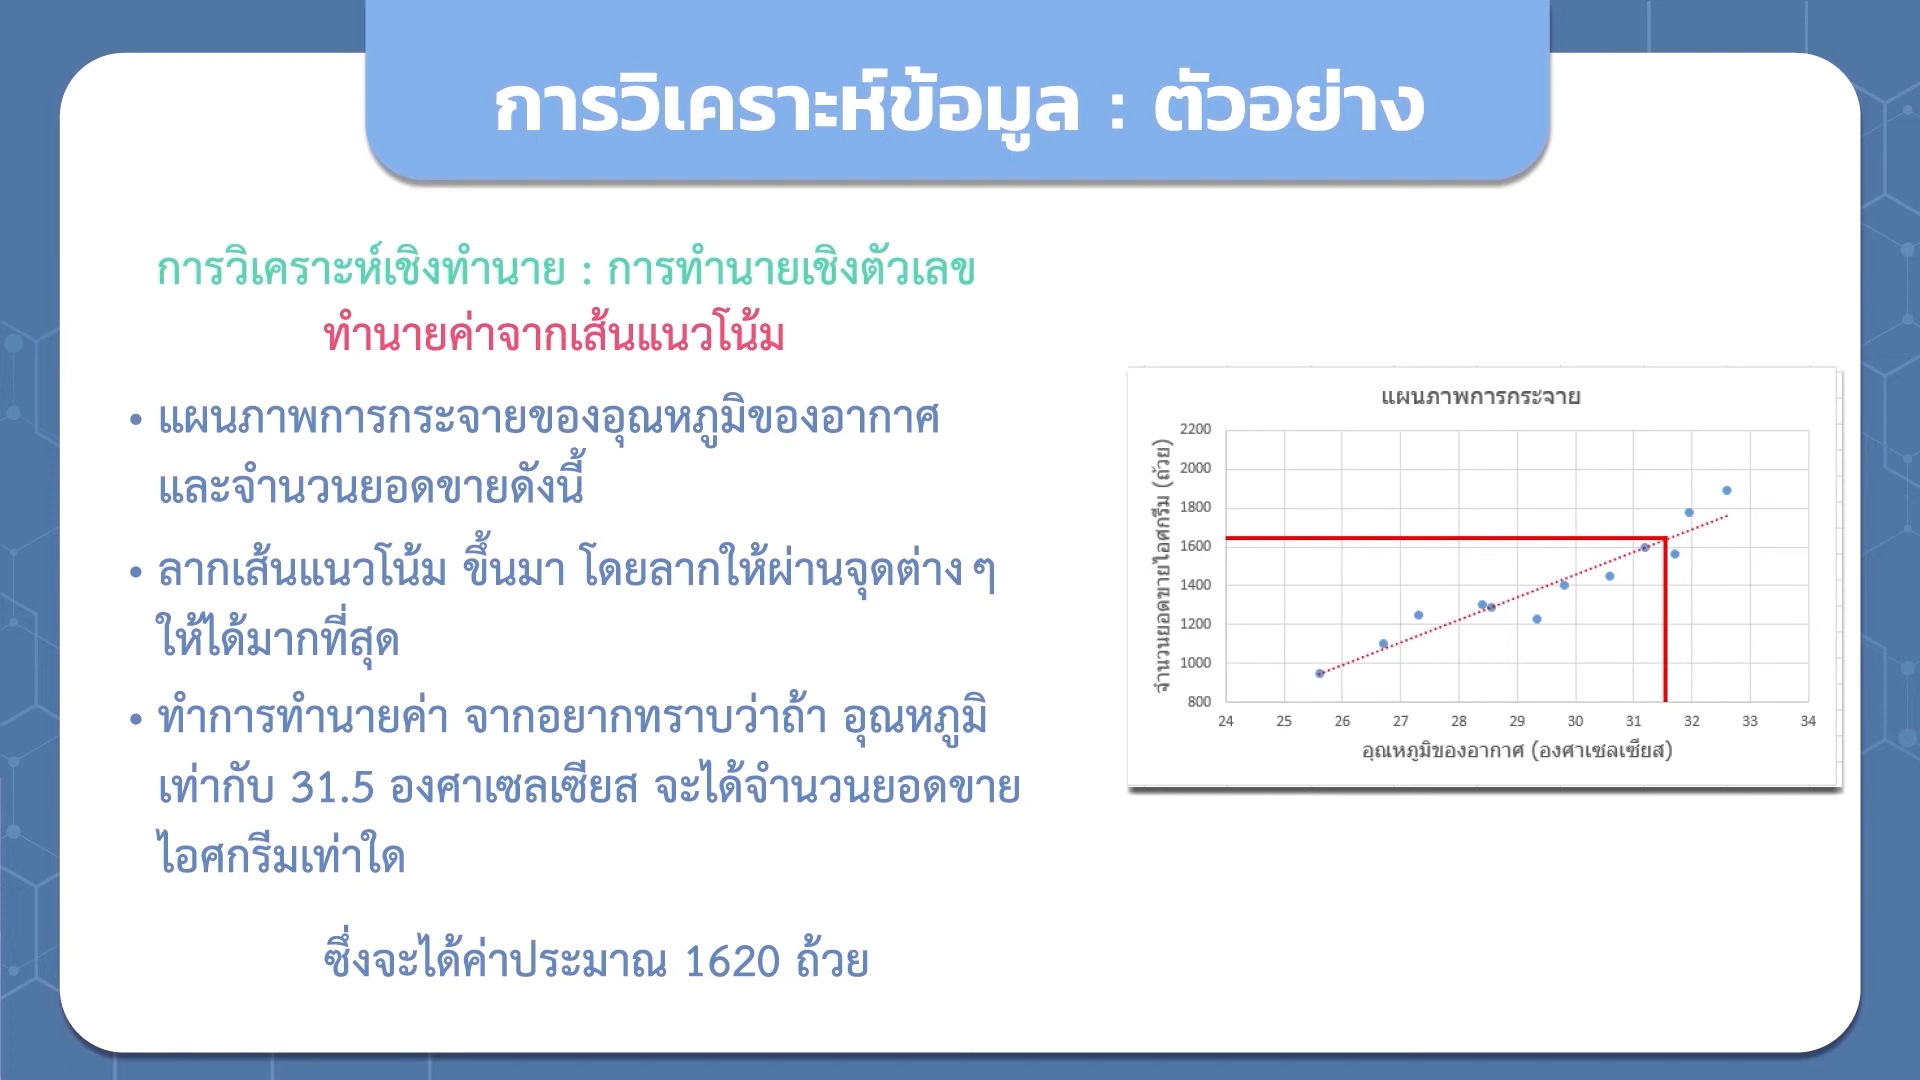 การวิเคราะห์ข้อมูล : ตัวอย่าง
การวิเคราะห์เชิงทำนาย : การทำนายเชิงตัวเลข
ทำนายค่าจากเส้นแนวโน้ม
• แผนภาพการกระจายของอุณหภูมิของอากาศ
และจำนวนยอดขายดังนี้
• ลากเส้นแนวโน้ม ขึ้นมา โดยลากให้ผ่านจุดต่าง ๆ
ให้ได้มากที่สุด
• ทำการทำนายค่า จากอยากทราบว่าถ้า อุณหภูมิ
เท่ากับ 31.5 องศาเซลเซียส จะได้จำนวนยอดขาย
ไอศกรีมเท่าใด
ซึ่งจะได้ค่าประมาณ 1620 ถ้วย
แผนภาพการกระจาย
จำนวนยอดขายไอศกรีม (ถ้วย)
2200
2000
1800
1600
1400
1200
1000
800
24 25 26 27 28 29 30 31 32 33 34
อุณหภูมิของอากาศ (องศาเซลเซียส)